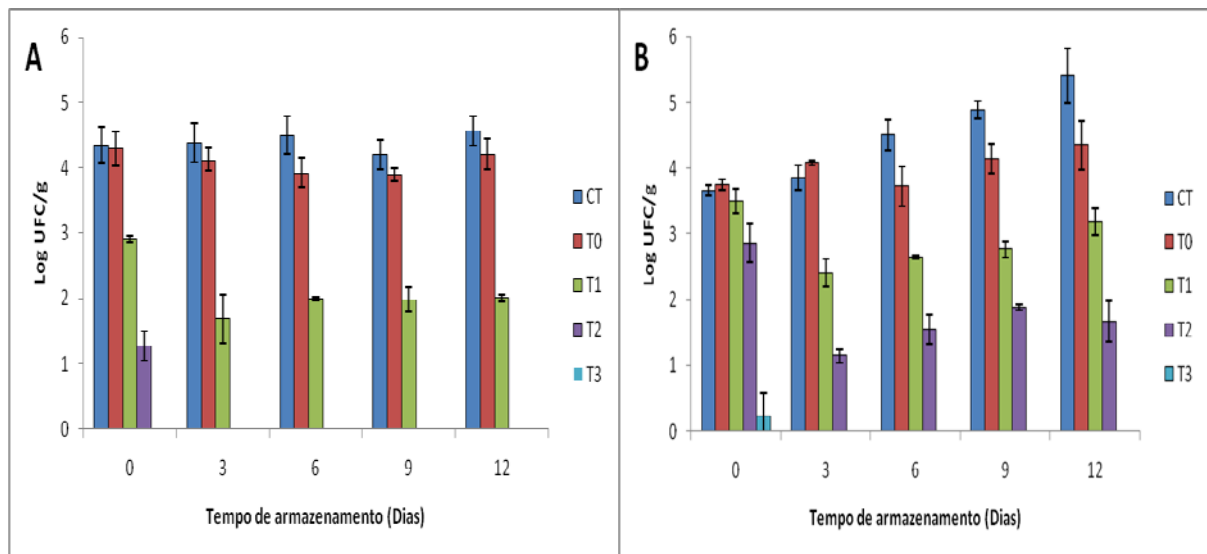 A
Log UFC/g
6
5
4
3
2
1
0
0 3 6 9 12
Tempo de armazenamento (Dias)
CT
T0
T1
T2
T3
B
Log UFC/g
6
5
4
3
2
1
0
0 3 6 9 12
Tempo de armazenamento (Dias)
CT
T0
T1
T2
T3